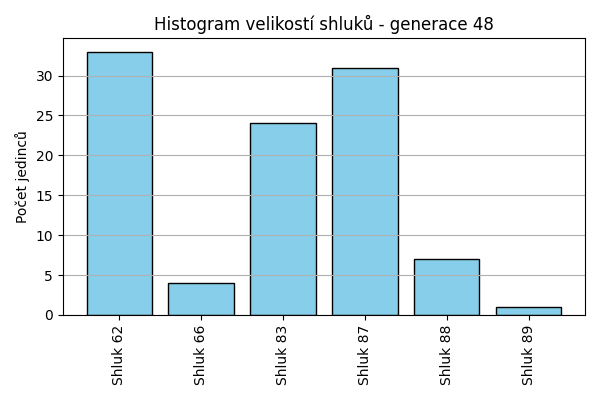 Histogram velikostí shluků - generace 48
Počet jedinců
30
25
20
15
10
5
0
Shluk 62
Shluk 66
Shluk 83
Shluk 87
Shluk 88
Shluk 89